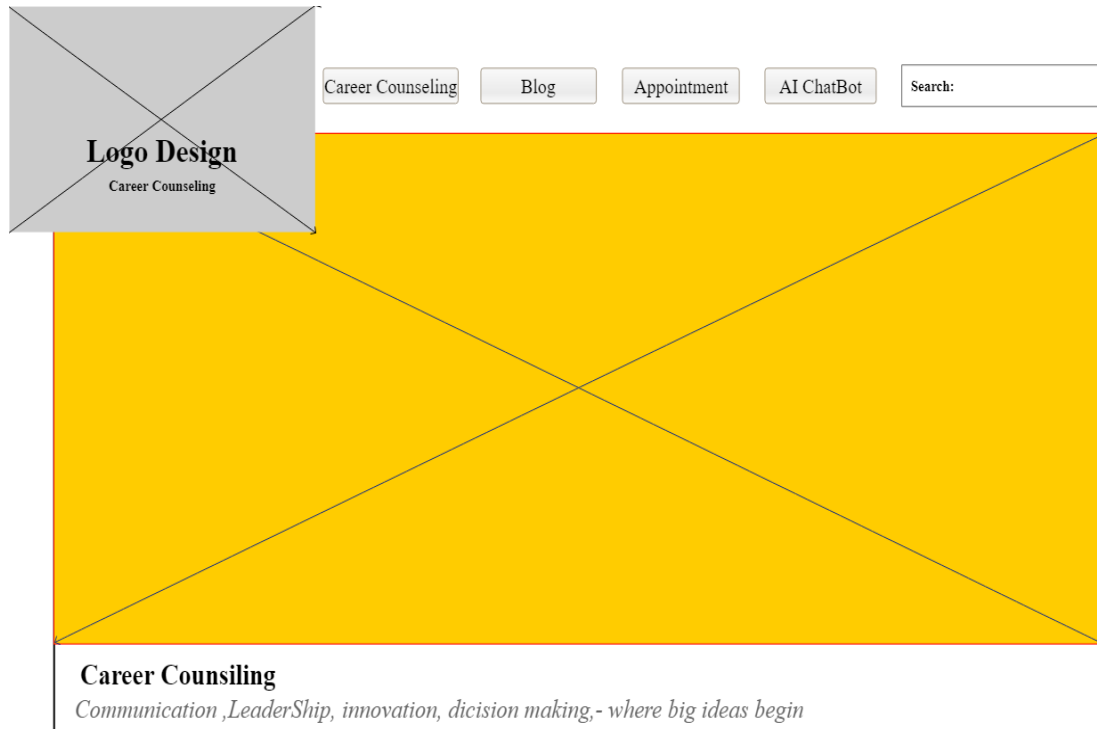 Career Counseling
Blog
Appointment
AI ChatBot
Search:
Logo Design
Career Counseling
Career Counsiling
Communication ,LeaderShip, innovation, dicision making,- where big ideas begin